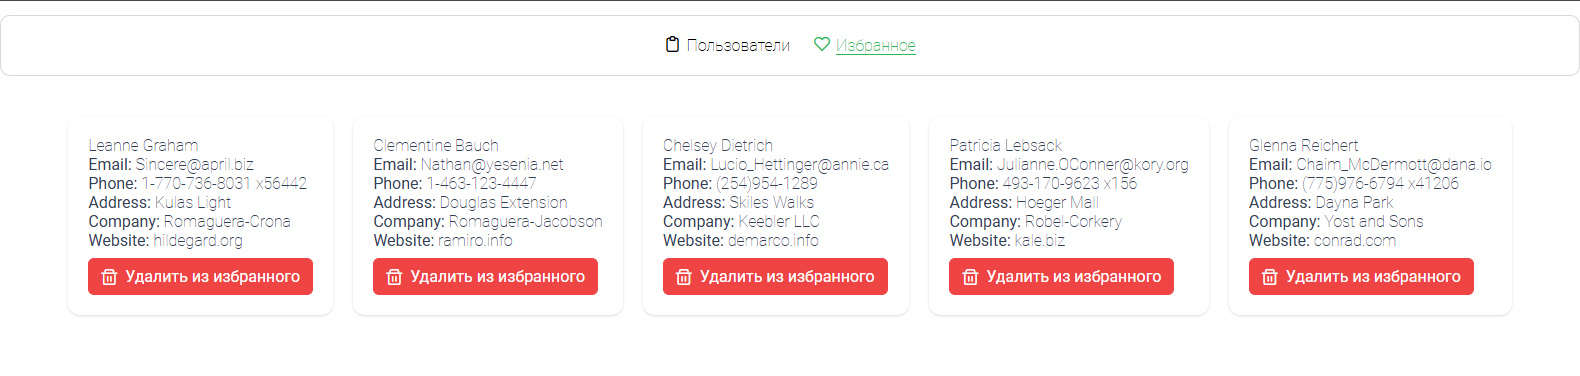 Пользователи
Избранное
Leanne Graham
Email: Sincere@april.biz
Phone: 1-770-736-8031 x56442
Address: Kulas Light
Company: Romaguera-Crona
Website: hildegard.org
Удалить из избранного
Clementine Bauch
Email: Nathan@yesenia.net
Phone: 1-463-123-4447
Address: Douglas Extension
Company: Romaguera-Jacobson
Website: ramiro.info
Удалить из избранного
Chelsey Dietrich
Email: Lucio_Hettinger@annie.ca
Phone: (254)954-1289
Address: Skiles Walks
Company: Keebler LLC
Website: demarco.info
Удалить из избранного
Patricia Lebsack
Email: Julianne.OConner@kory.org
Phone: 493-170-9623 x156
Address: Hoeger Mall
Company: Robel-Corkery
Website: kale.biz
Удалить из избранного
Glenna Reichert
Email: Chaim_McDermott@dana.io
Phone: (775)976-6794 x41206
Address: Dayna Park
Company: Yost and Sons
Website: conrad.com
Удалить из избранного